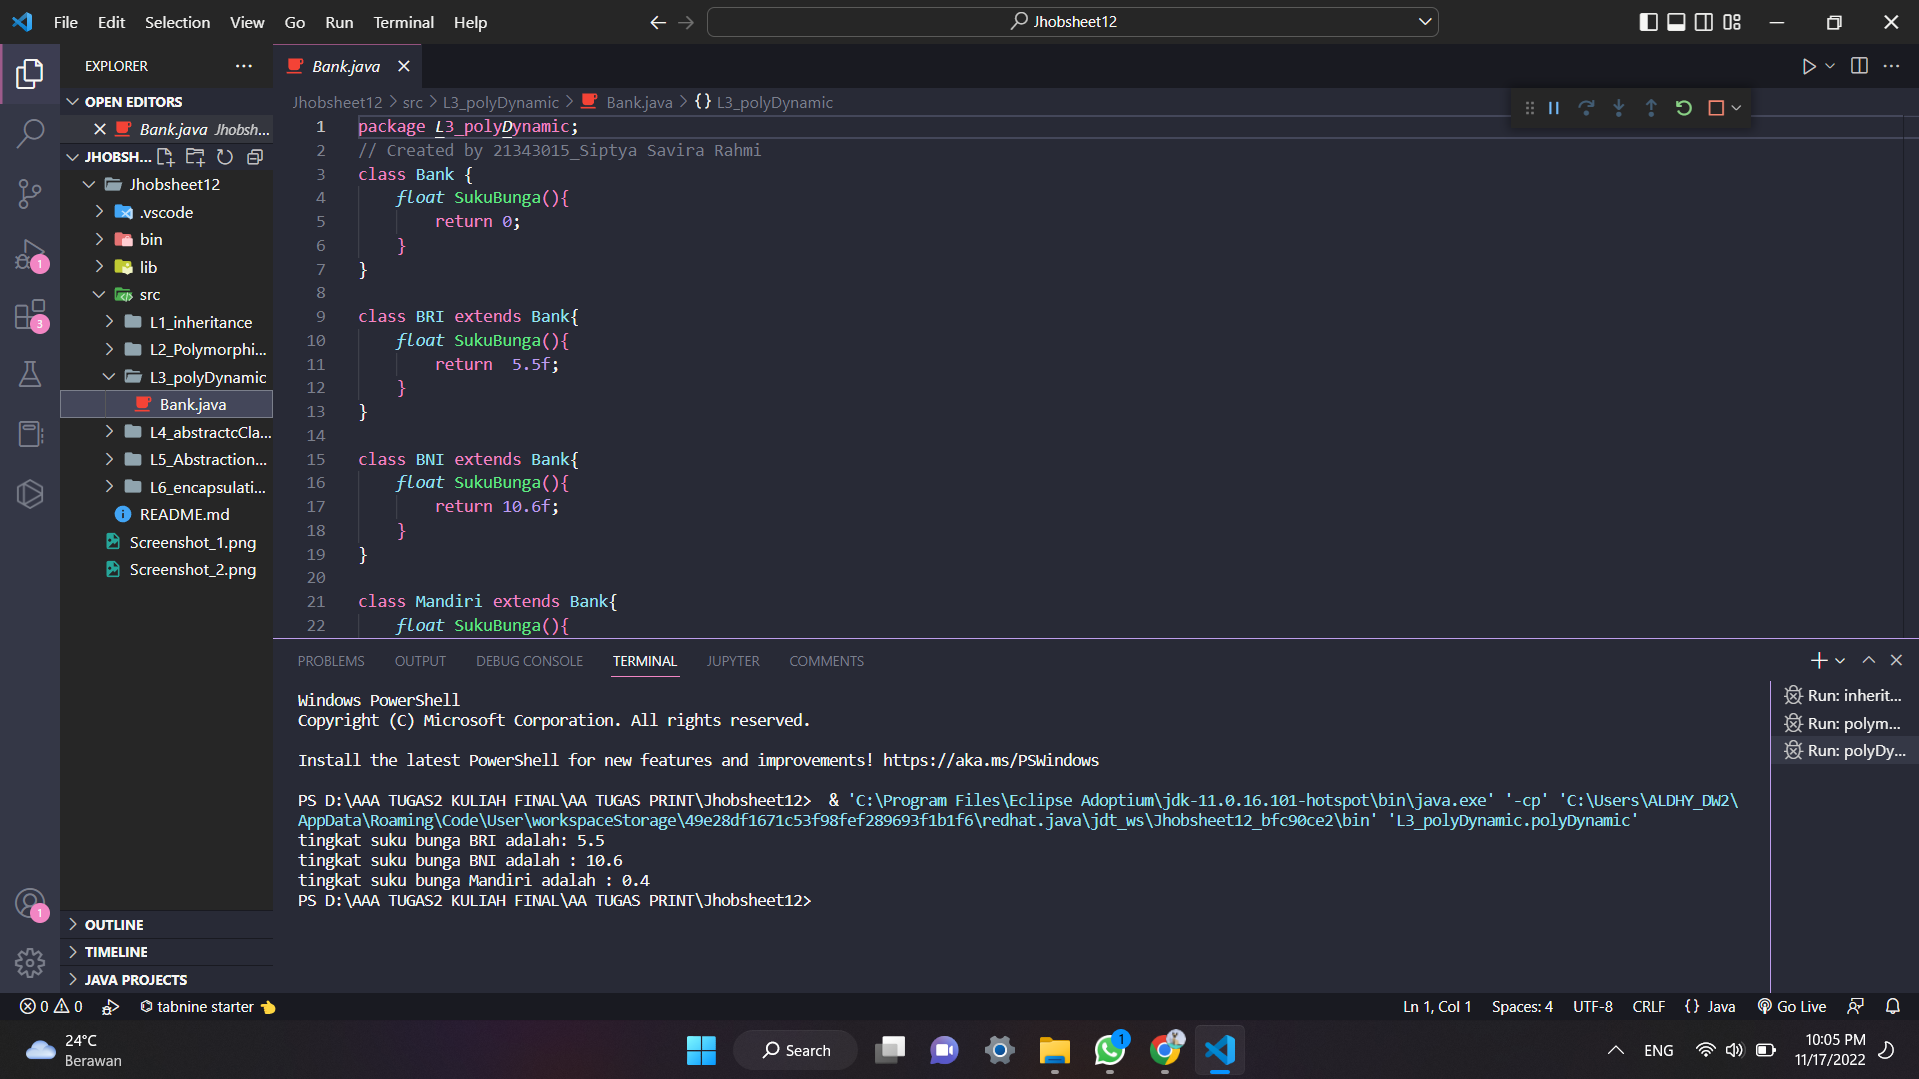 File Edit Selection View Go Run Terminal Help
Jhobsheet12
EXPLORER
OPEN EDITORS
Bank.java Jhobsh...
JHOBSH...
Jhobsheet12
.vscode
bin
lib
src
L1_inheritance
L2_Polymorphi...
L3_polyDynamic
Bank.java
L4_abstractcCla...
L5_Abstraction...
L6_encapsulati...
README.md
Screenshot_1.png
Screenshot_2.png
OUTLINE
TIMELINE
JAVA PROJECTS
1
3
1
Bank.java
Jhobsheet12 > src > L3_polyDynamic > Bank.java > {} L3_polyDynamic
1 package L3_polyDynamic;
2 // Created by 21343015_Siptya Savira Rahmi
3 class Bank {
4 float SukuBunga(){
5 return 0;
6 }
7 }
8
9 class BRI extends Bank{
10 float SukuBunga(){
11 return  5.5f;
12 }
13 }
14
15 class BNI extends Bank{
16 float SukuBunga(){
17 return 10.6f;
18 }
19 }
20
21 class Mandiri extends Bank{
22 float SukuBunga(){
PROBLEMS OUTPUT DEBUG CONSOLE TERMINAL JUPYTER COMMENTS
Windows PowerShell
Copyright (C) Microsoft Corporation. All rights reserved.
Install the latest PowerShell for new features and improvements! https://aka.ms/PSWindows
PS D:\AAA TUGAS2 KULIAH FINAL\AA TUGAS PRINT\Jhobsheet12>  & 'C:\Program Files\Eclipse Adoptium\jdk-11.0.16.101-hotspot\bin\java.exe' '-cp' 'C:\Users\ALDHY_DW2\
AppData\Roaming\Code\User\workspaceStorage\49e28df1671c53f98fef289693f1b1f6\redhat.java\jdt_ws\Jhobsheet12_bfc90ce2\bin' 'L3_polyDynamic.polyDynamic'
tingkat suku bunga BRI adalah: 5.5
tingkat suku bunga BNI adalah : 10.6
tingkat suku bunga Mandiri adalah : 0.4
PS D:\AAA TUGAS2 KULIAH FINAL\AA TUGAS PRINT\Jhobsheet12>
Run: inherit...
Run: polym...
Run: polyDy...
0 0 tabnine starter
Ln 1, Col 1 Spaces: 4 UTF-8 CRLF {} Java Go Live
24°C
Berawan
Search
1
ENG
10:05 PM
11/17/2022